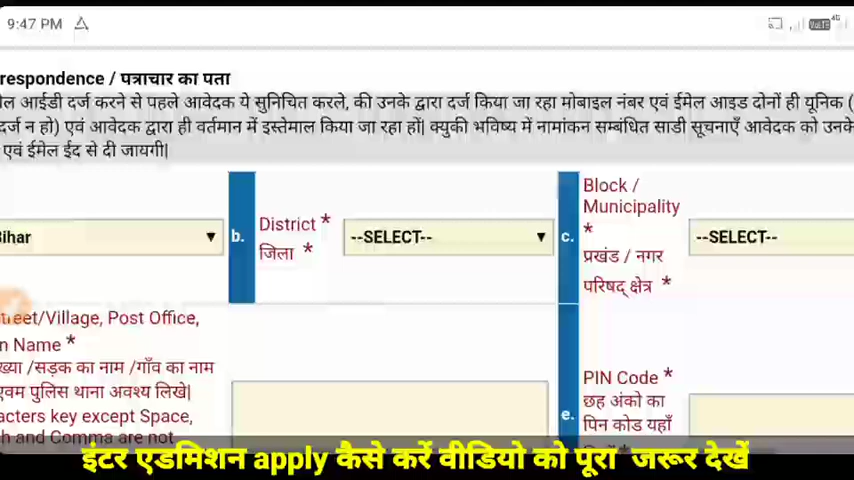 9:47 PM
VoLTE 4G
respondence / पत्राचार का पता
ल आईडी दर्ज करने से पहले आवेदक ये सुनिचित करले, की उनके द्वारा दर्ज किया जा रहा मोबाइल नंबर एवं ईमेल आइड दोनों ही यूनिक (
दर्ज न हो) एवं आवेदक द्वारा ही वर्तमान में इस्तेमाल किया जा रहा हों| क्युकी भविष्य में नामांकन सम्बंधित साडी सूचनाएँ आवेदक को उनके
एवं ईमेल ईद से दी जायगी|
Bihar
b.
District *
जिला *
--SELECT--
c.
Block /
Municipality
*
प्रखंड / नगर
परिषद् क्षेत्र *
--SELECT--
treet/Village, Post Office,
n Name *
ख्या /सड़क का नाम /गाँव का नाम
एवम पुलिस थाना अवश्य लिखे|
acters key except Space,
h and Comma are not
e.
PIN Code *
छह अंको का
पिन कोड यहाँ
इंटर एडमिशन apply कैसे करें वीडियो को पूरा जरूर देखें